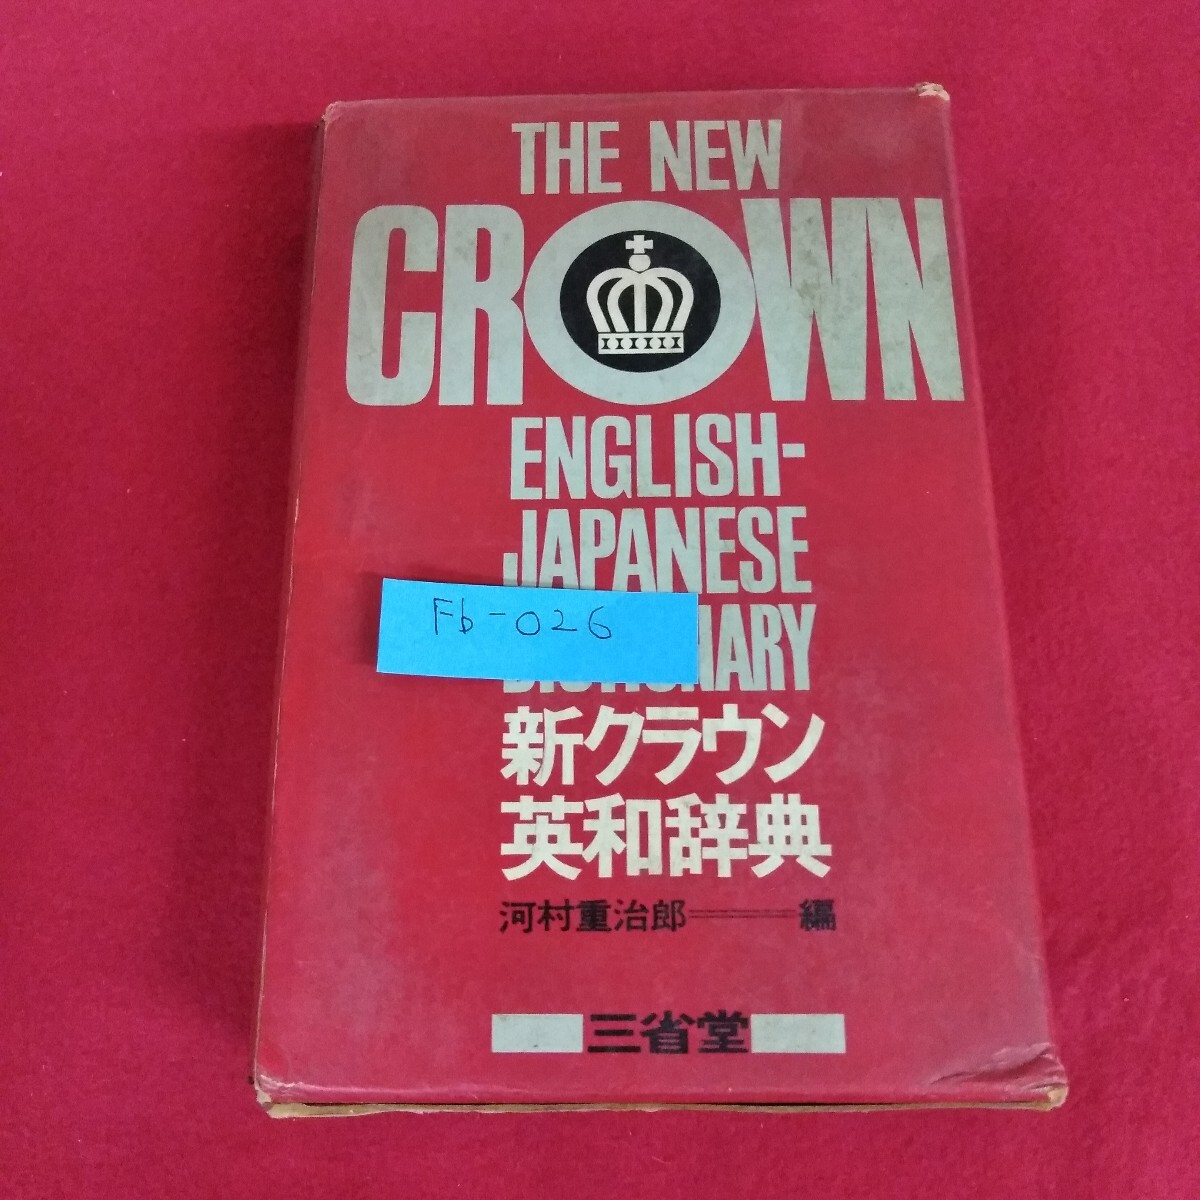 THE NEW
CROWN
ENGLISH-
JAPANESE
DICTIONARY
Fb-026
新クラウン
英和辞典
河村重治郎――編
三省堂